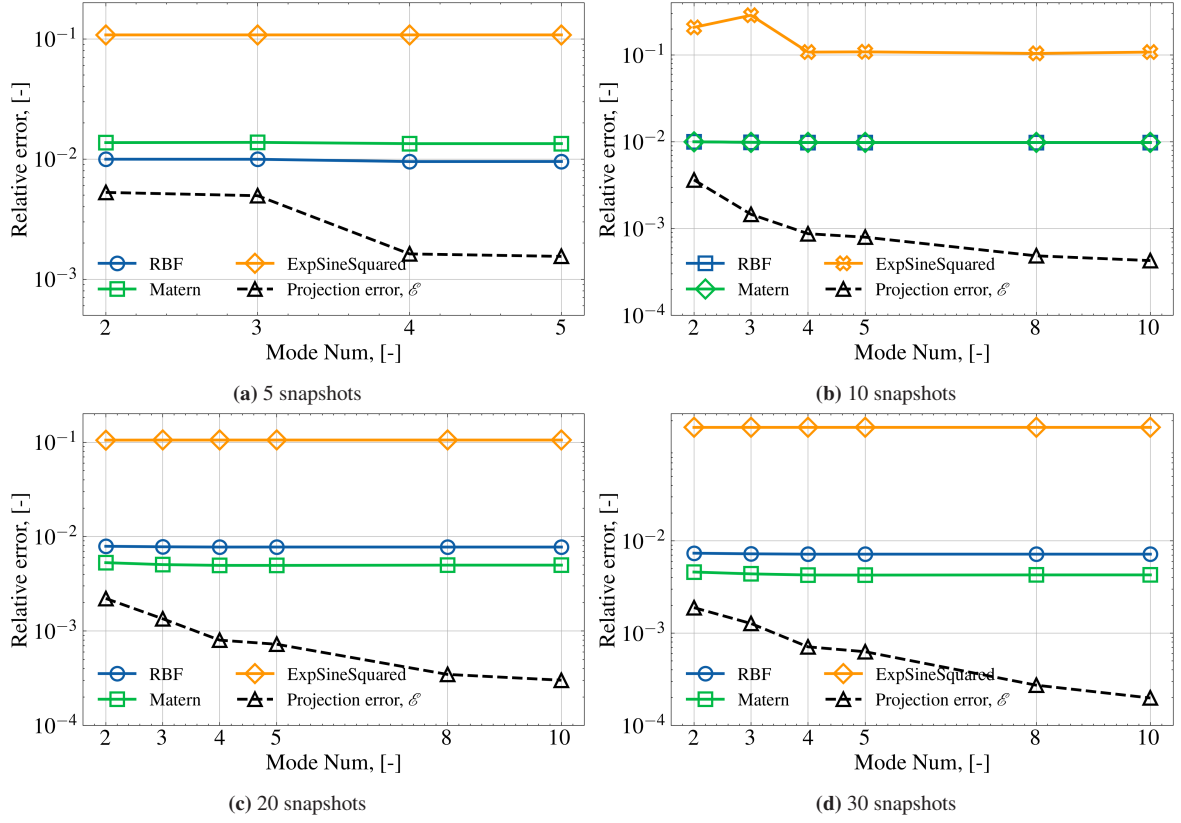 Relative error, [-]
10⁻¹
10⁻²
10⁻³
RBF
Matern
ExpSineSquared
Projection error, ℰ
2
3
4
5
Mode Num, [-]
(a) 5 snapshots
Relative error, [-]
10⁻¹
10⁻²
10⁻³
10⁻⁴
RBF
Matern
ExpSineSquared
Projection error, ℰ
2
3
4
5
8
10
Mode Num, [-]
(b) 10 snapshots
Relative error, [-]
10⁻¹
10⁻²
10⁻³
10⁻⁴
RBF
Matern
ExpSineSquared
Projection error, ℰ
2
3
4
5
8
10
Mode Num, [-]
(c) 20 snapshots
Relative error, [-]
10⁻²
10⁻³
10⁻⁴
RBF
Matern
ExpSineSquared
Projection error, ℰ
2
3
4
5
8
10
Mode Num, [-]
(d) 30 snapshots